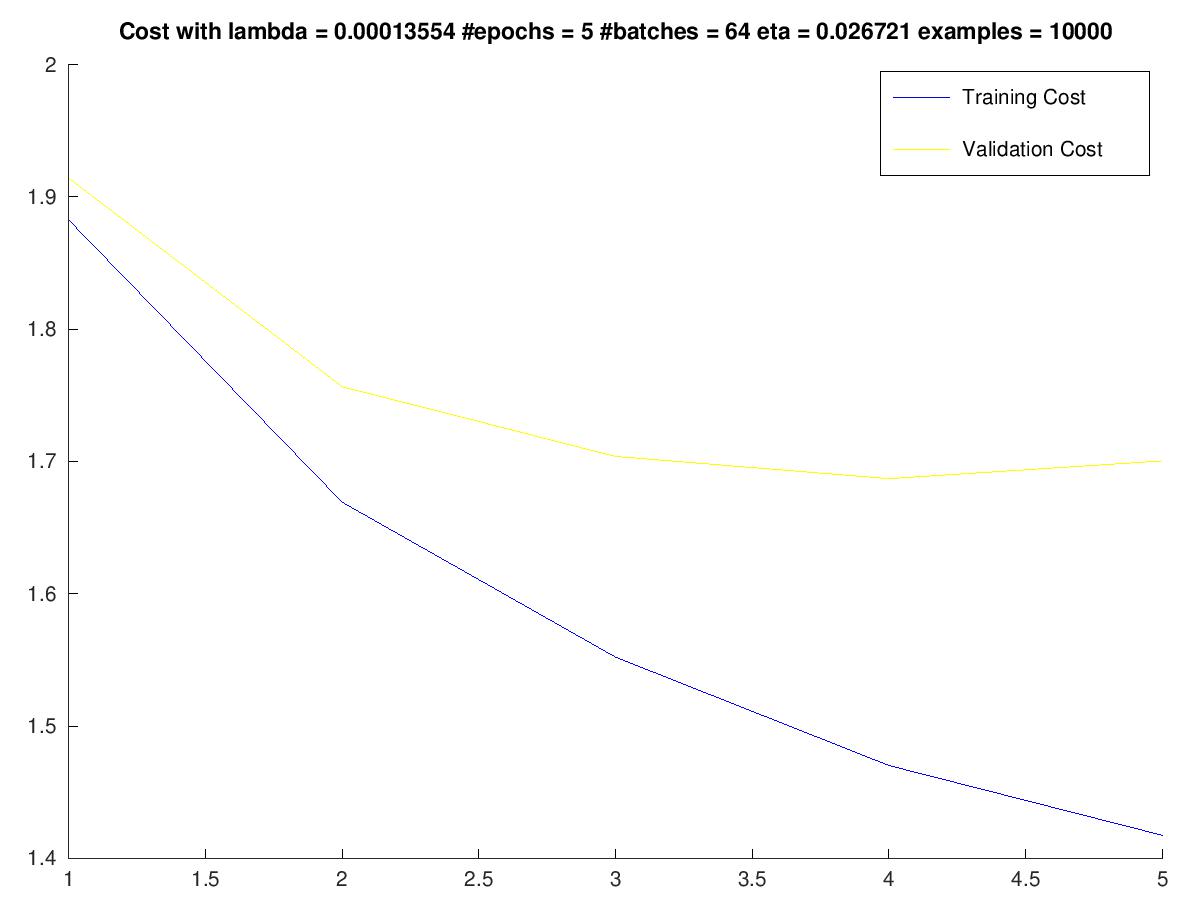 Cost with lambda = 0.00013554 #epochs = 5 #batches = 64 eta = 0.026721 examples = 10000
2
Training Cost
Validation Cost
1.9
1.8
1.7
1.6
1.5
1.4
1 1.5 2 2.5 3 3.5 4 4.5 5